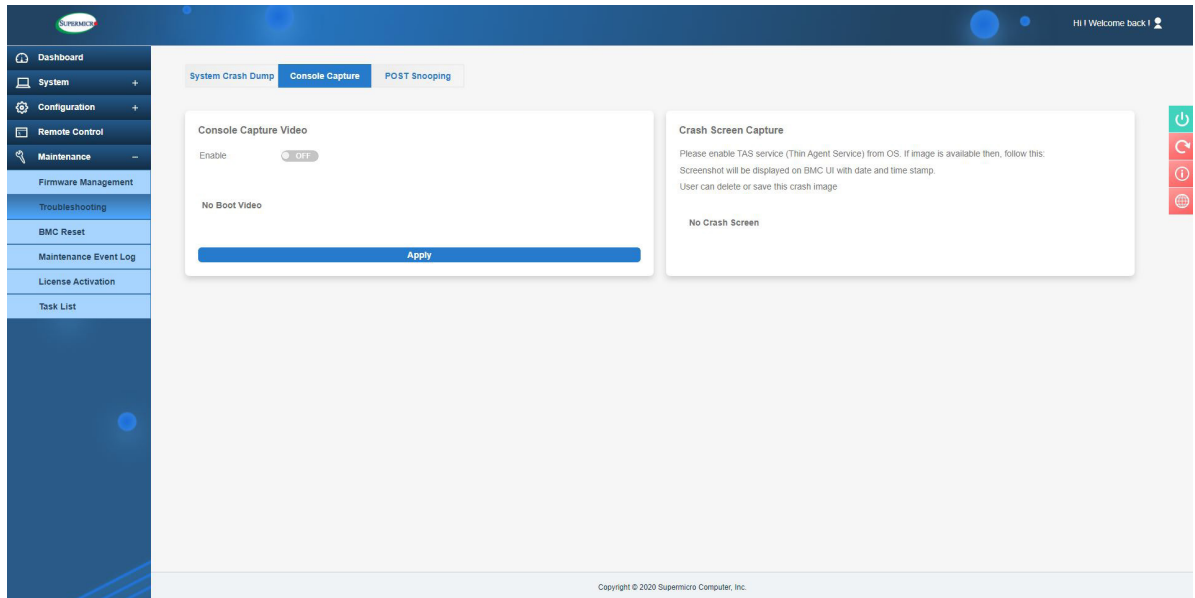 SUPERMICRO
Hi ! Welcome back !
Dashboard
System +
Configuration +
Remote Control
Maintenance –
Firmware Management
Troubleshooting
BMC Reset
Maintenance Event Log
License Activation
Task List
System Crash Dump
Console Capture
POST Snooping
Console Capture Video
Enable OFF
No Boot Video
Apply
Crash Screen Capture
Please enable TAS service (Thin Agent Service) from OS. If image is available then, follow this:
Screenshot will be displayed on BMC UI with date and time stamp.
User can delete or save this crash image
No Crash Screen
Copyright © 2020 Supermicro Computer, Inc.